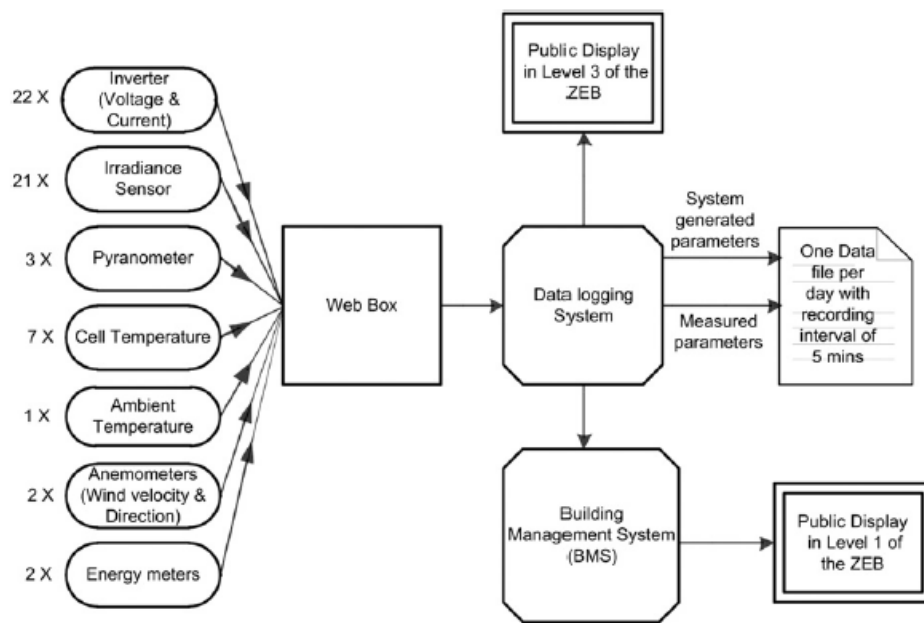 22 X
Inverter
(Voltage &
Current)
21 X
Irradiance
Sensor
3 X
Pyranometer
7 X
Cell Temperature
1 X
Ambient
Temperature
2 X
Anemometers
(Wind velocity &
Direction)
2 X
Energy meters
Web Box
Public Display
in Level 3 of the
ZEB
Data logging
System
System
generated
parameters
Measured
parameters
One Data
file per
day with
recording
interval of
5 mins
Building
Management System
(BMS)
Public Display
in Level 1 of
the ZEB